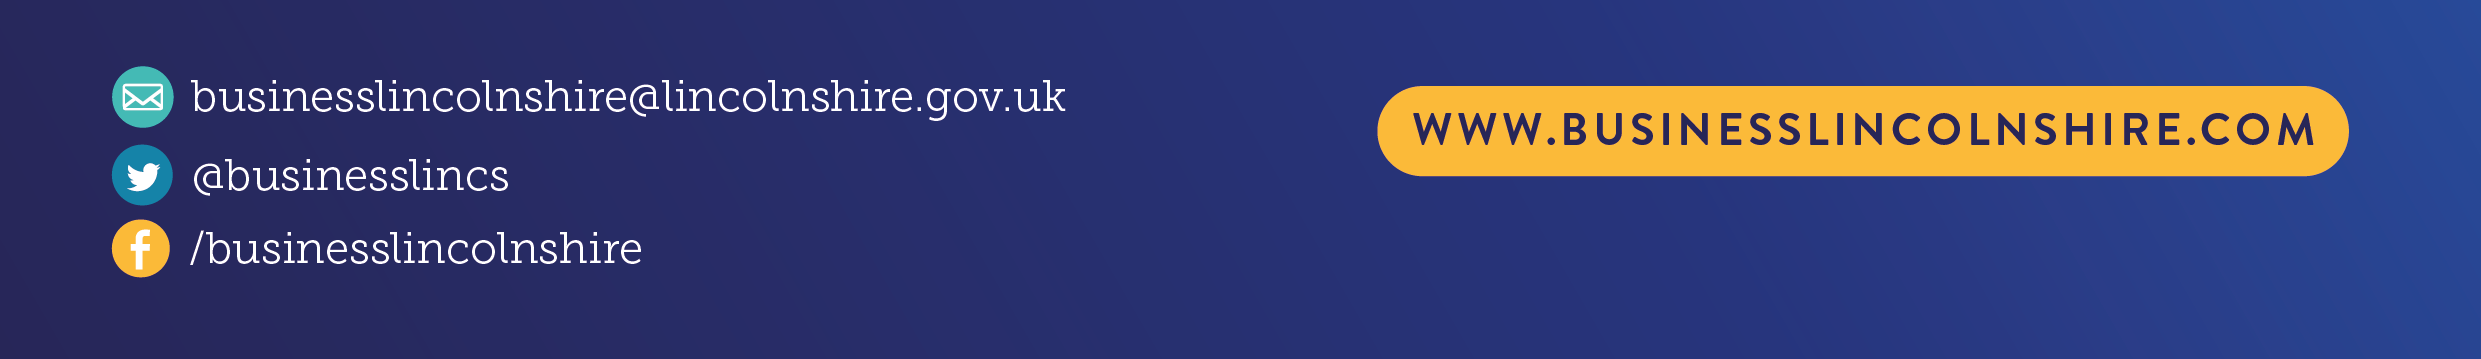 businesslincolnshire@lincolnshire.gov.uk
@businesslincs
/businesslincolnshire
WWW.BUSINESSLINCOLNSHIRE.COM